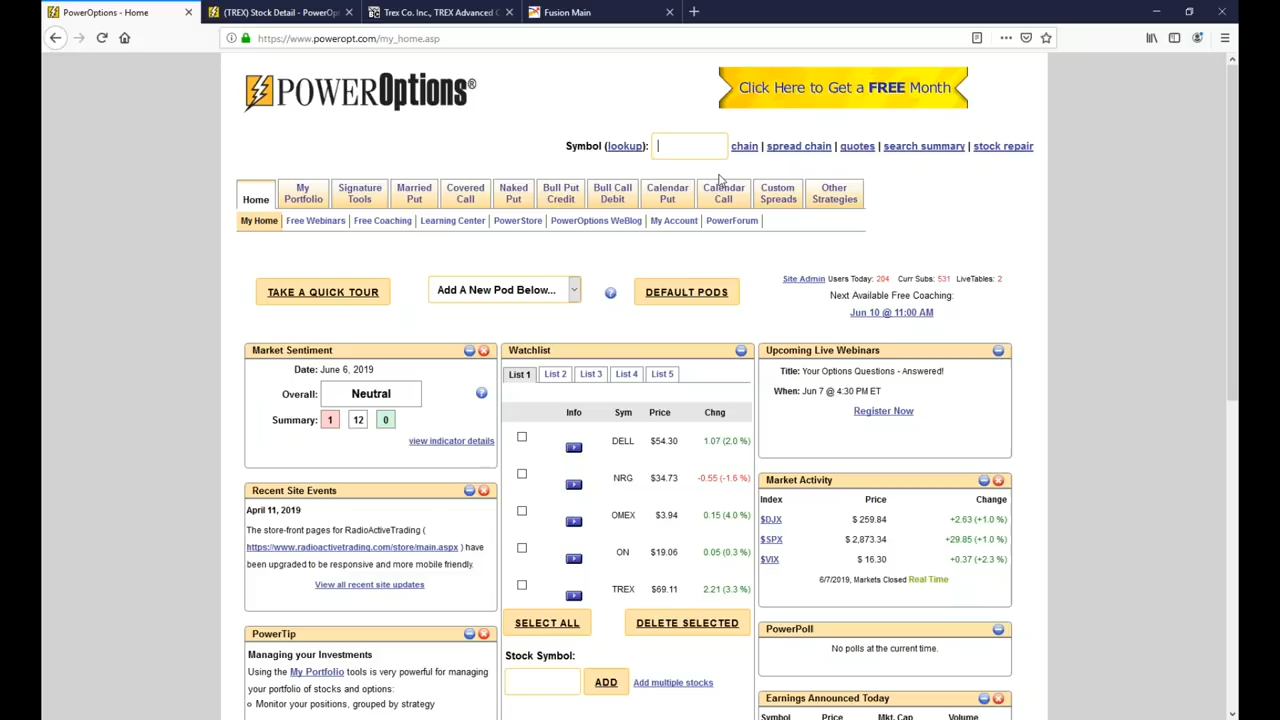 PowerOptions - Home
(TREX) Stock Detail - PowerOp
Trex Co. Inc., TREX Advanced C
Fusion Main
https://www.poweropt.com/my_home.asp
POWEROptions®
Click Here to Get a FREE Month
Symbol (lookup): chain | spread chain | quotes | search summary | stock repair
Home
My Portfolio
Signature Tools
Married Put
Covered Call
Naked Put
Bull Put Credit
Bull Call Debit
Calendar Put
Calendar Call
Custom Spreads
Other Strategies
My Home | Free Webinars | Free Coaching | Learning Center | PowerStore | PowerOptions WeBlog | My Account | PowerForum
TAKE A QUICK TOUR
Add A New Pod Below...
DEFAULT PODS
Site Admin Users Today: 204 Curr Subs: 531 LiveTables: 2
Next Available Free Coaching:
Jun 10 @ 11:00 AM
Market Sentiment
Date: June 6, 2019
Overall: Neutral
Summary: 1 12 0
view indicator details
Recent Site Events
April 11, 2019
The store-front pages for RadioActiveTrading (
https://www.radioactivetrading.com/store/main.aspx ) have
been upgraded to be responsive and more mobile friendly.
View all recent site updates
PowerTip
Managing your Investments
Using the My Portfolio tools is very powerful for managing
your portfolio of stocks and options:
Monitor your positions, grouped by strategy
Watchlist
List 1 List 2 List 3 List 4 List 5
Info Sym Price Chng
DELL $54.30 1.07 (2.0 %)
NRG $34.73 -0.55 (-1.6 %)
OMEX $3.94 0.15 (4.0 %)
ON $19.06 0.05 (0.3 %)
TREX $69.11 2.21 (3.3 %)
SELECT ALL DELETE SELECTED
Stock Symbol:
ADD Add multiple stocks
Upcoming Live Webinars
Title: Your Options Questions - Answered!
When: Jun 7 @ 4:30 PM ET
Register Now
Market Activity
Index Price Change
$DJX $ 259.84 +2.63 (+1.0 %)
$SPX $ 2,873.34 +29.85 (+1.0 %)
$VIX $ 16.30 +0.37 (+2.3 %)
6/7/2019, Markets Closed Real Time
PowerPoll
No polls at the current time.
Earnings Announced Today
Symbol Price Mkt. Cap Volume